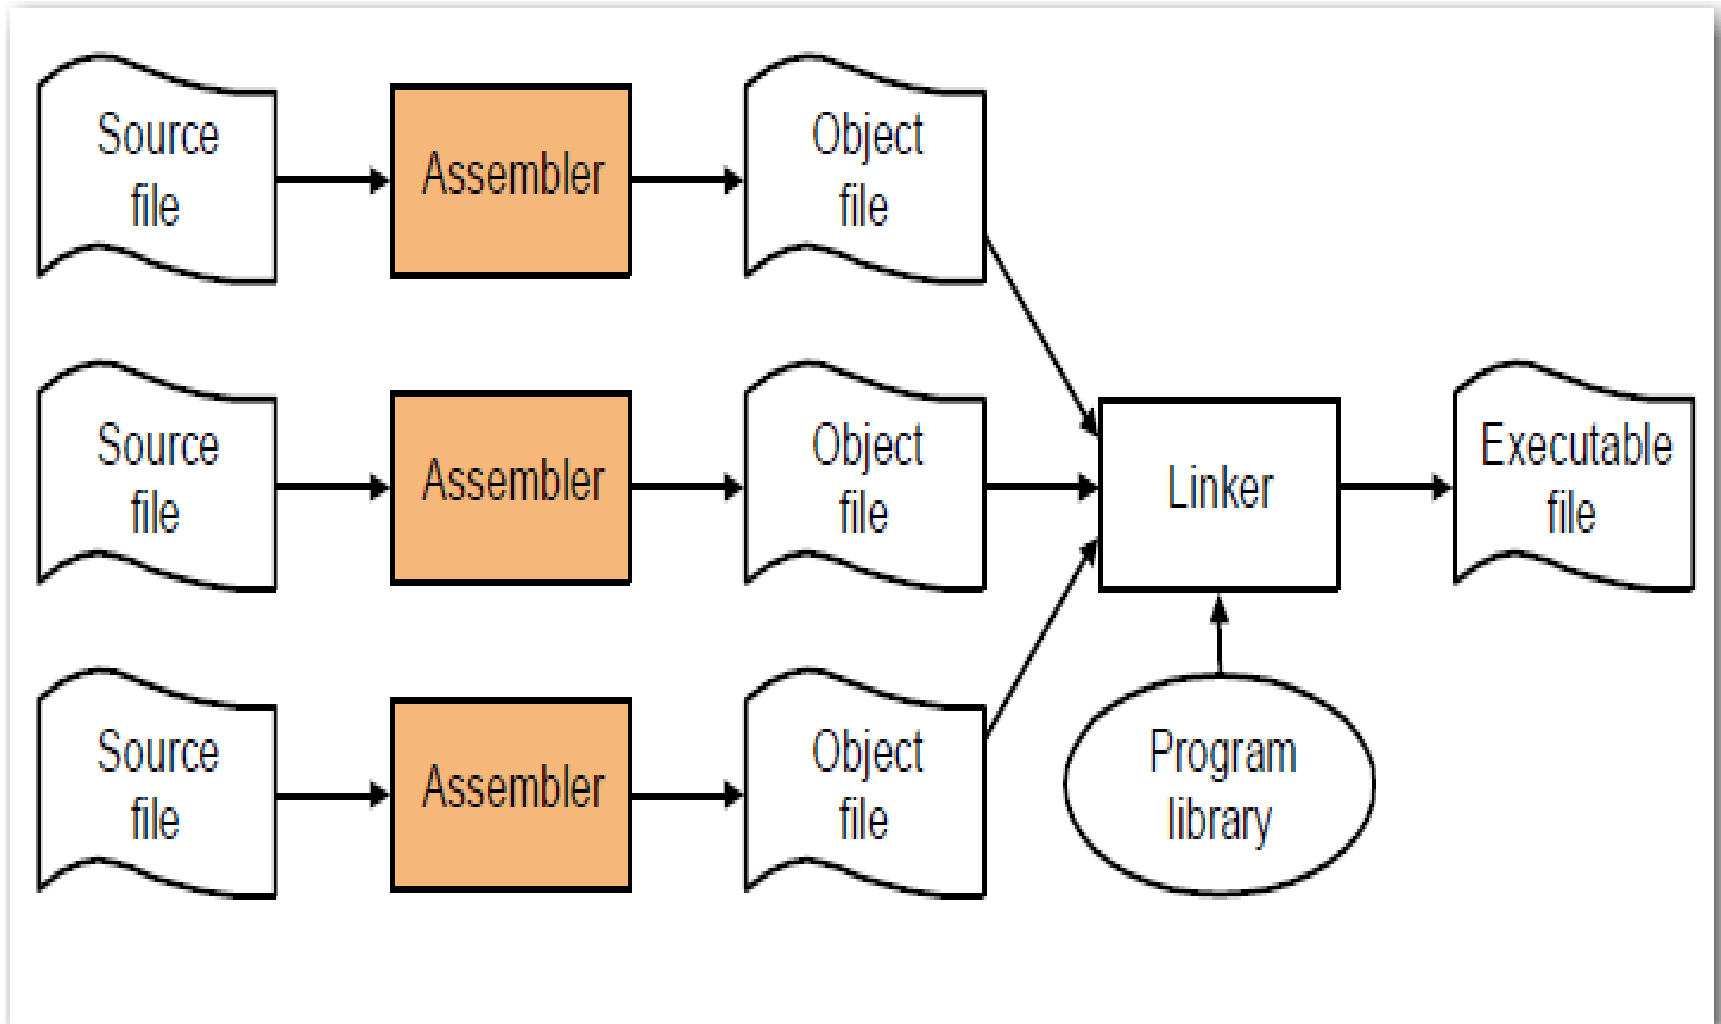 Source
file
Assembler
Object
file
Source
file
Assembler
Object
file
Linker
Executable
file
Source
file
Assembler
Object
file
Program
library